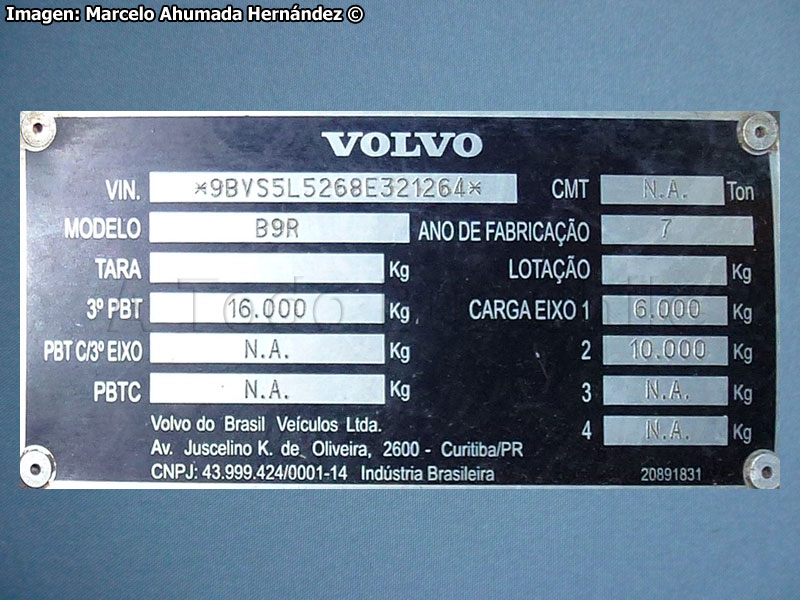 Imagen: Marcelo Ahumada Hernández ©
VOLVO
VIN. *9BVS5L5268E321264* CMT N.A. Ton
MODELO B9R ANO DE FABRICAÇÃO 7
TARA Kg LOTAÇÃO Kg
3º PBT 16.000 Kg CARGA EIXO 1 6.000 Kg
PBT C/3º EIXO N.A. Kg 2 10.000 Kg
PBTC N.A. Kg 3 N.A. Kg
4 N.A. Kg
Volvo do Brasil Veículos Ltda.
Av. Juscelino K. de Oliveira, 2600 - Curitiba/PR
CNPJ: 43.999.424/0001-14 Indústria Brasileira 20891831